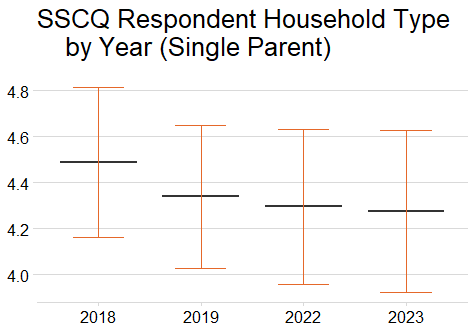 SSCQ Respondent Household Type
by Year (Single Parent)
4.8
4.6
4.4
4.2
4.0
2018 2019 2022 2023